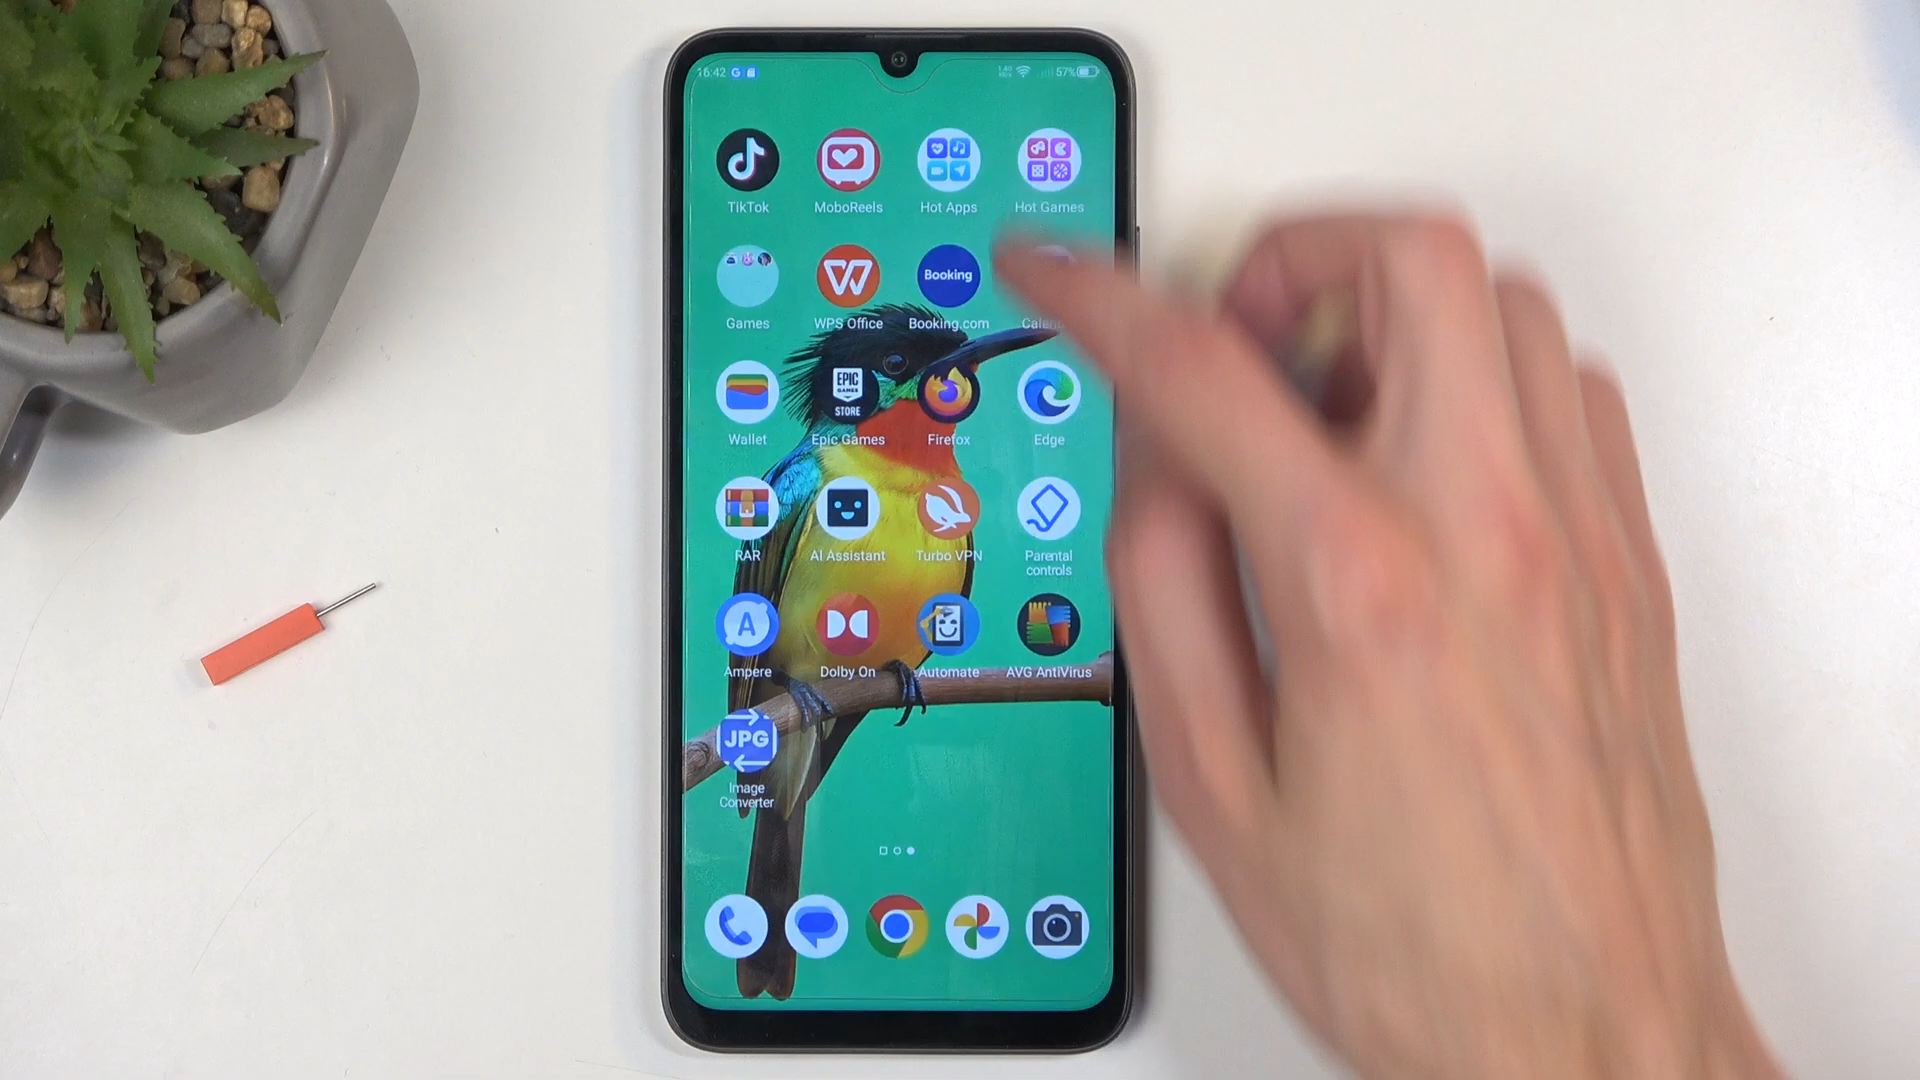 16:42 57%
TikTok MoboReels Hot Apps Hot Games
Booking
Games WPS Office Booking.com
EPIC
GAMES
STORE
Wallet Epic Games Firefox Edge
RAR AI Assistant Turbo VPN Parental
controls
A
Ampere Dolby On Automate AVG AntiVirus
JPG
Image
Converter